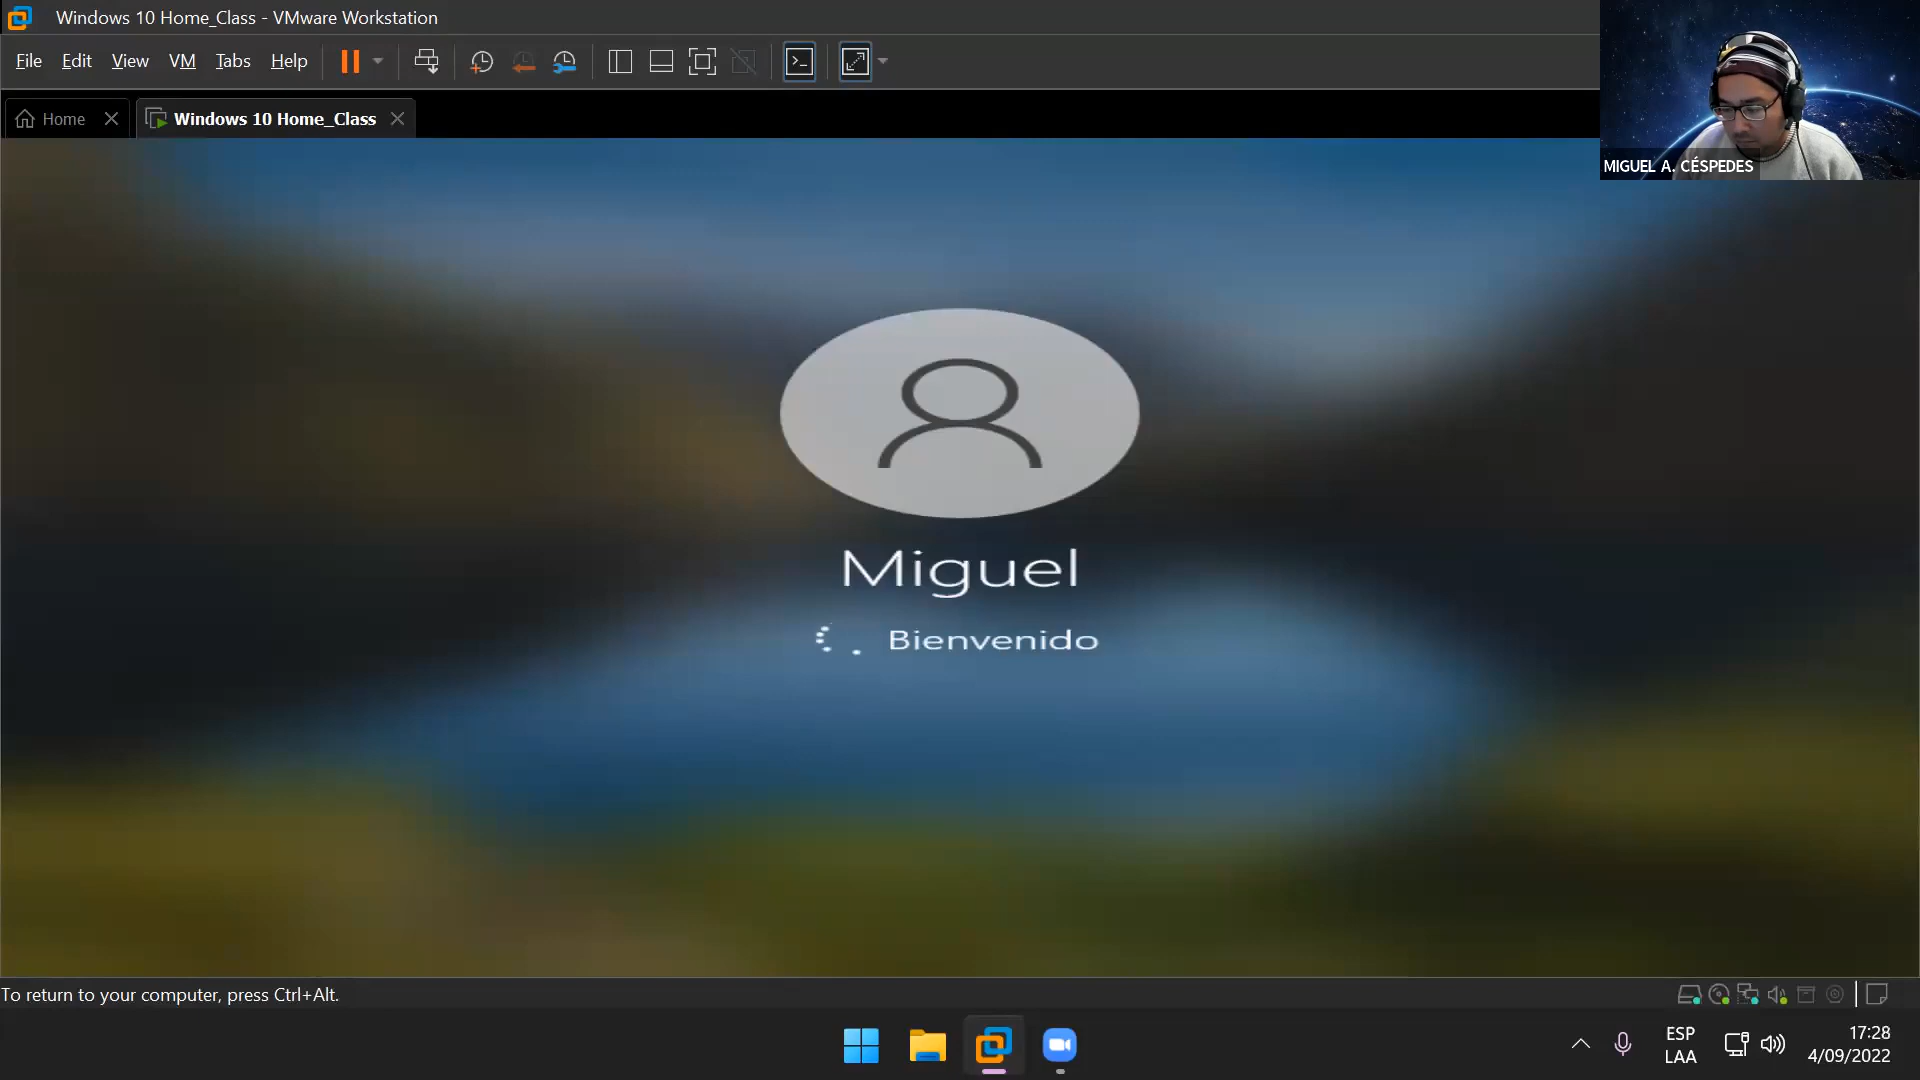 Windows 10 Home_Class - VMware Workstation
File Edit View VM Tabs Help
Home
Windows 10 Home_Class
MIGUEL A. CÉSPEDES
Miguel
Bienvenido
To return to your computer, press Ctrl+Alt.
ESP
LAA
17:28
4/09/2022